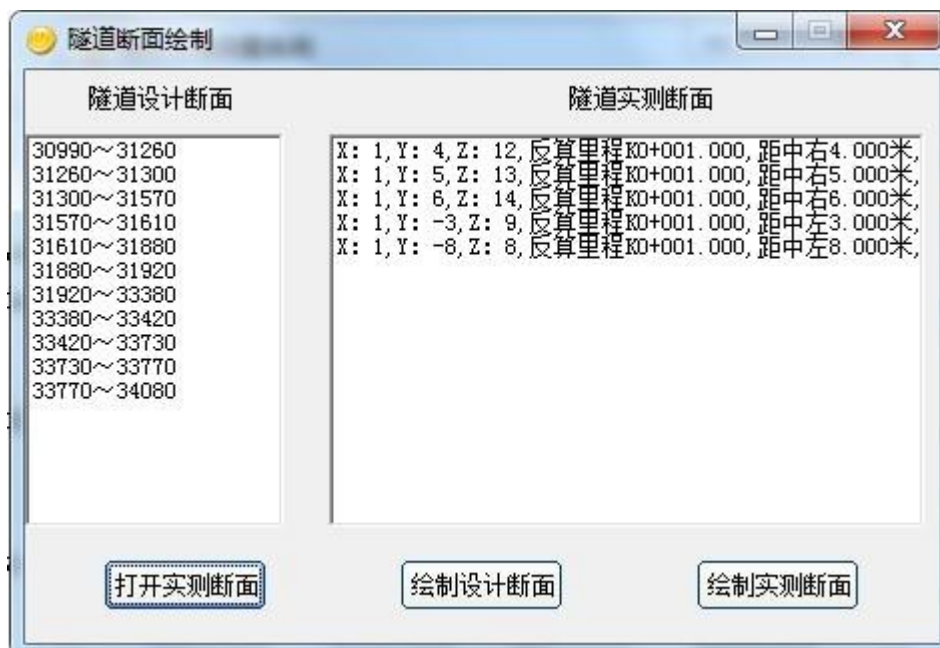 隧道断面绘制
隧道设计断面
隧道实测断面
30990～31260
31260～31300
31300～31570
31570～31610
31610～31880
31880～31920
31920～33380
33380～33420
33420～33730
33730～33770
33770～34080
X: 1,Y: 4,Z: 12,反算里程K0+001.000,距中右4.000米,
X: 1,Y: 5,Z: 13,反算里程K0+001.000,距中右5.000米,
X: 1,Y: 6,Z: 14,反算里程K0+001.000,距中右6.000米,
X: 1,Y: -3,Z: 9,反算里程K0+001.000,距中左3.000米,
X: 1,Y: -8,Z: 8,反算里程K0+001.000,距中左8.000米,
打开实测断面
绘制设计断面
绘制实测断面